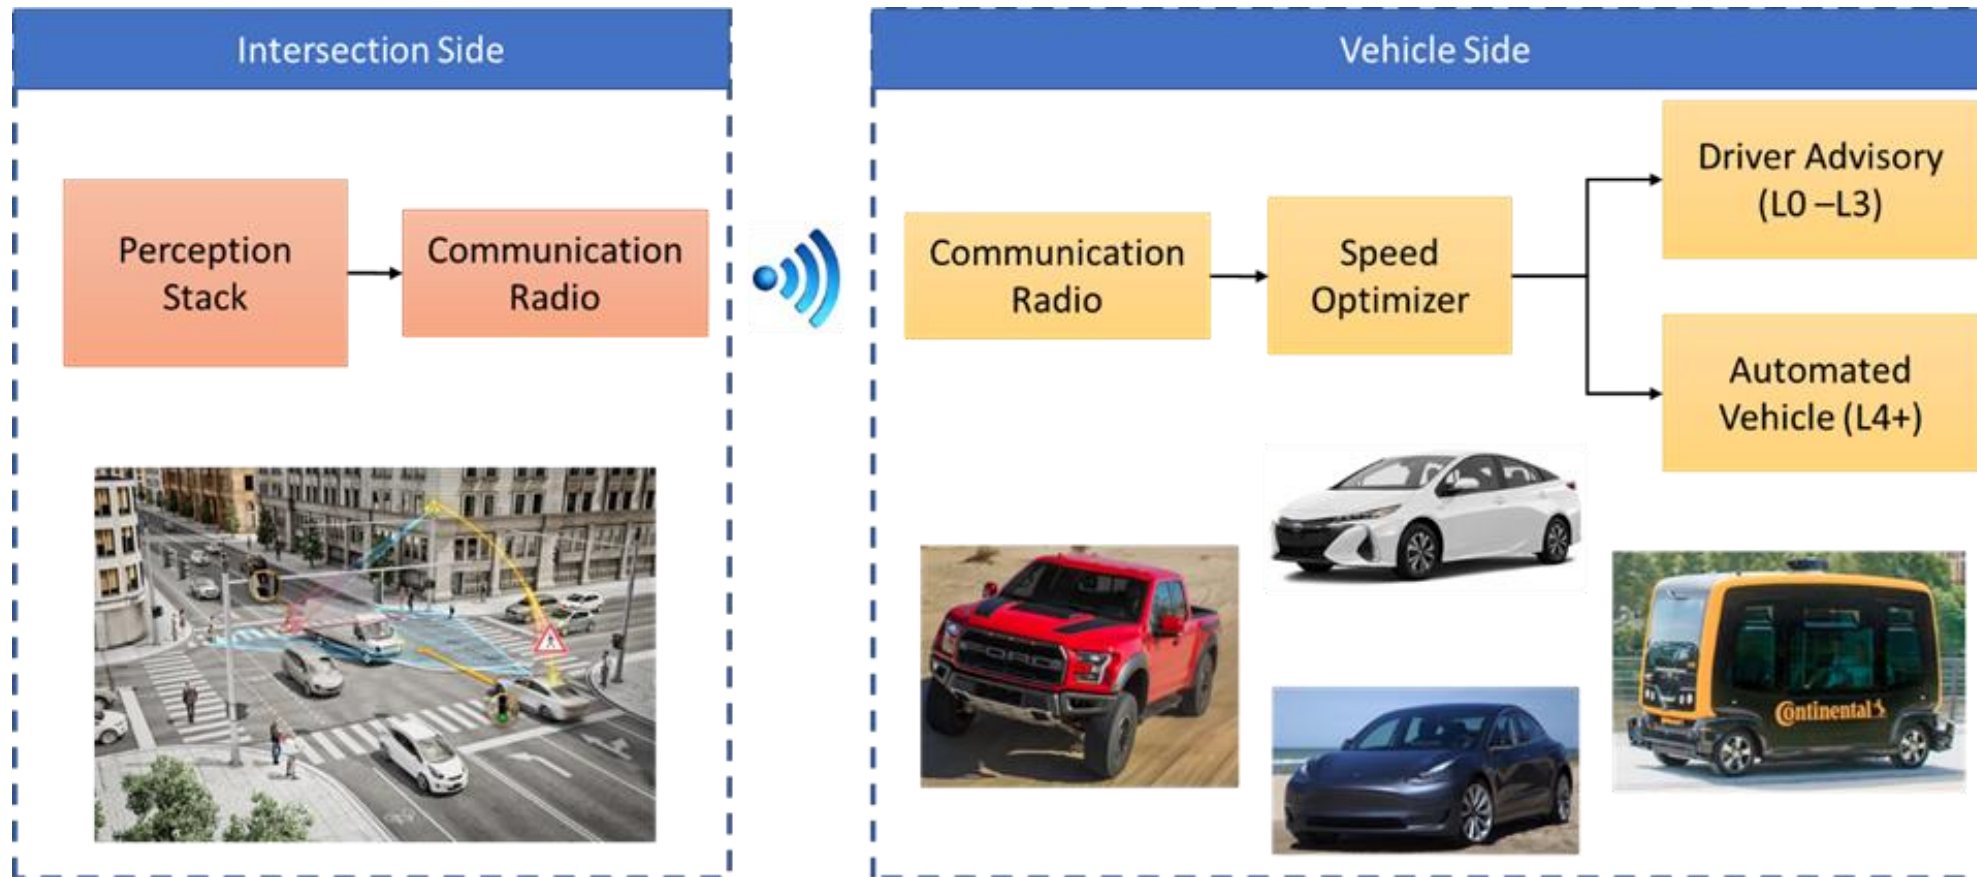 Intersection Side
Vehicle Side
Perception
Stack
Communication
Radio
Communication
Radio
Speed
Optimizer
Driver Advisory
(L0 –L3)
Automated
Vehicle (L4+)
FORD
Continental